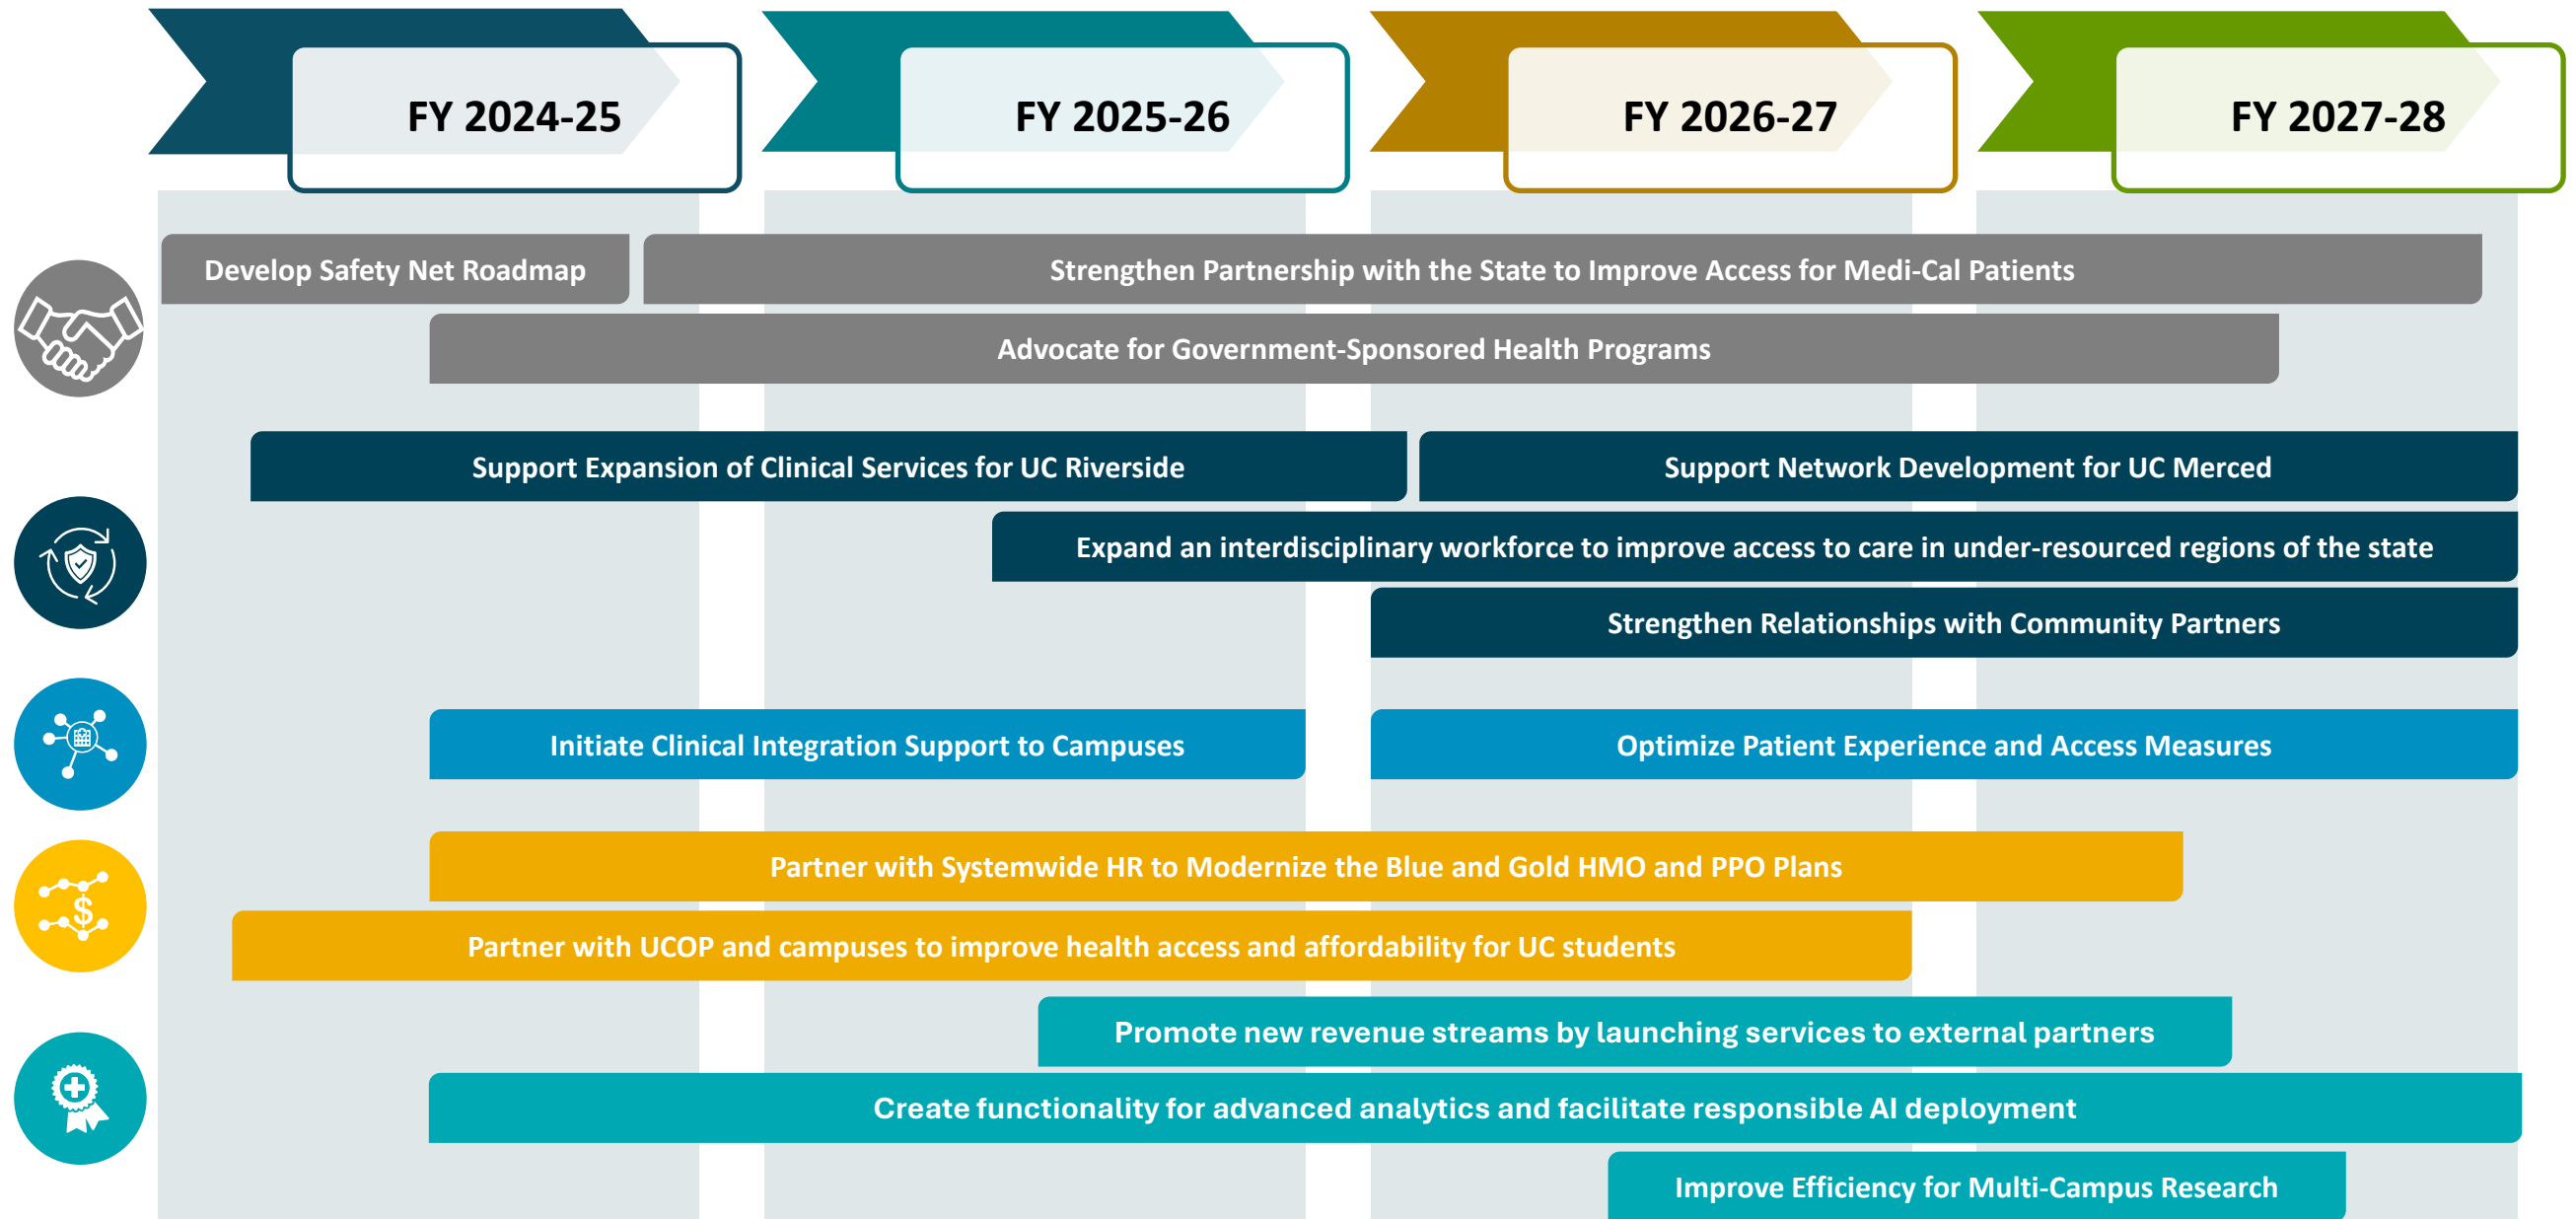 FY 2024-25
FY 2025-26
FY 2026-27
FY 2027-28
Develop Safety Net Roadmap
Strengthen Partnership with the State to Improve Access for Medi-Cal Patients
Advocate for Government-Sponsored Health Programs
Support Expansion of Clinical Services for UC Riverside
Support Network Development for UC Merced
Expand an interdisciplinary workforce to improve access to care in under-resourced regions of the state
Strengthen Relationships with Community Partners
Initiate Clinical Integration Support to Campuses
Optimize Patient Experience and Access Measures
Partner with Systemwide HR to Modernize the Blue and Gold HMO and PPO Plans
$
Partner with UCOP and campuses to improve health access and affordability for UC students
Promote new revenue streams by launching services to external partners
Create functionality for advanced analytics and facilitate responsible AI deployment
Improve Efficiency for Multi-Campus Research